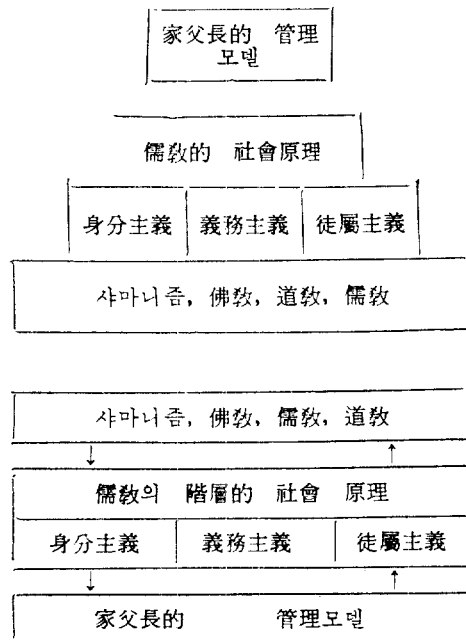 家父長的 管理
모델
儒敎的 社會原理
身分主義 義務主義 徒屬主義
샤마니즘, 佛敎, 道敎, 儒敎
샤마니즘, 佛敎, 儒敎, 道敎
↓ ↑
儒敎의 階層的 社會 原理
身分主義 義務主義 徒屬主義
↓ ↑
家父長的 管理모델